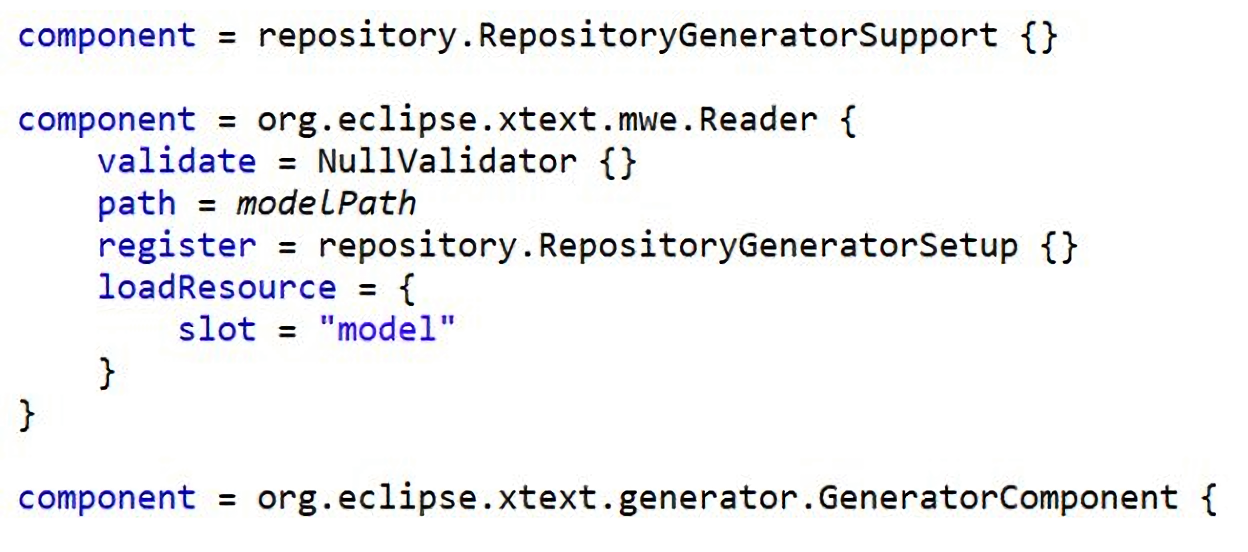 component = repository.RepositoryGeneratorSupport {}
component = org.eclipse.xtext.mwe.Reader {
validate = NullValidator {}
path = modelPath
register = repository.RepositoryGeneratorSetup {}
loadResource = {
slot = "model"
}
}
component = org.eclipse.xtext.generator.GeneratorComponent {